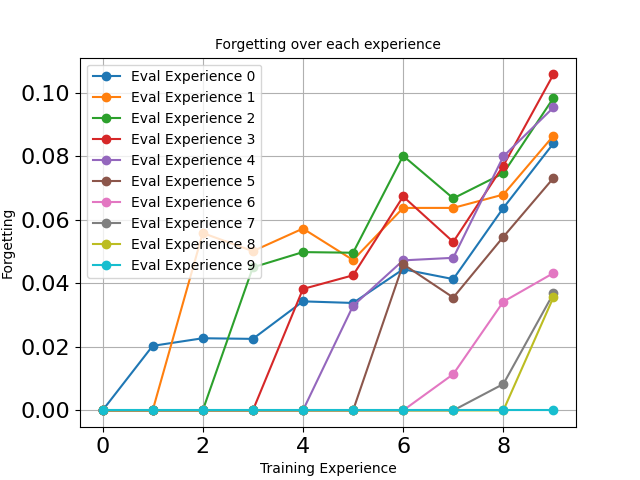 Forgetting over each experience
Eval Experience 0
Eval Experience 1
Eval Experience 2
Eval Experience 3
Eval Experience 4
Eval Experience 5
Eval Experience 6
Eval Experience 7
Eval Experience 8
Eval Experience 9
Forgetting
0.10
0.08
0.06
0.04
0.02
0.00
0 2 4 6 8
Training Experience